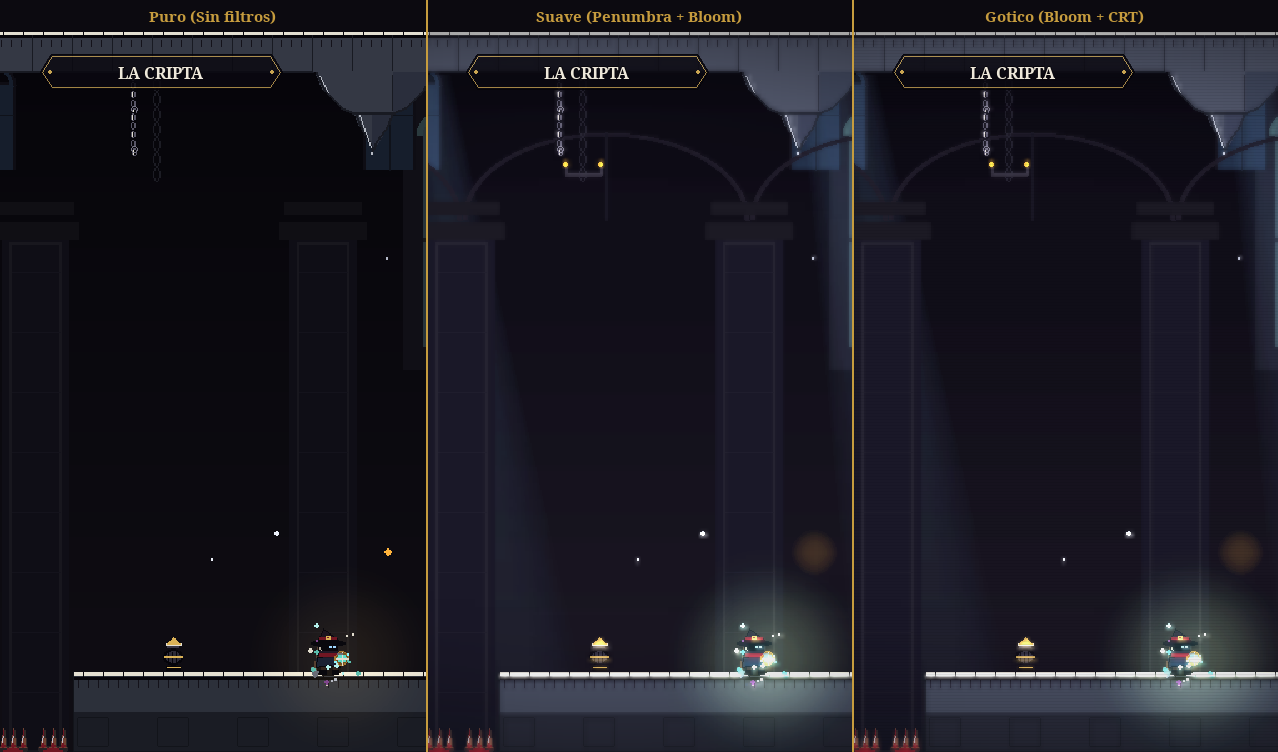 Puro (Sin filtros)
Suave (Penumbra + Bloom)
Gotico (Bloom + CRT)
LA CRIPTA
LA CRIPTA
LA CRIPTA